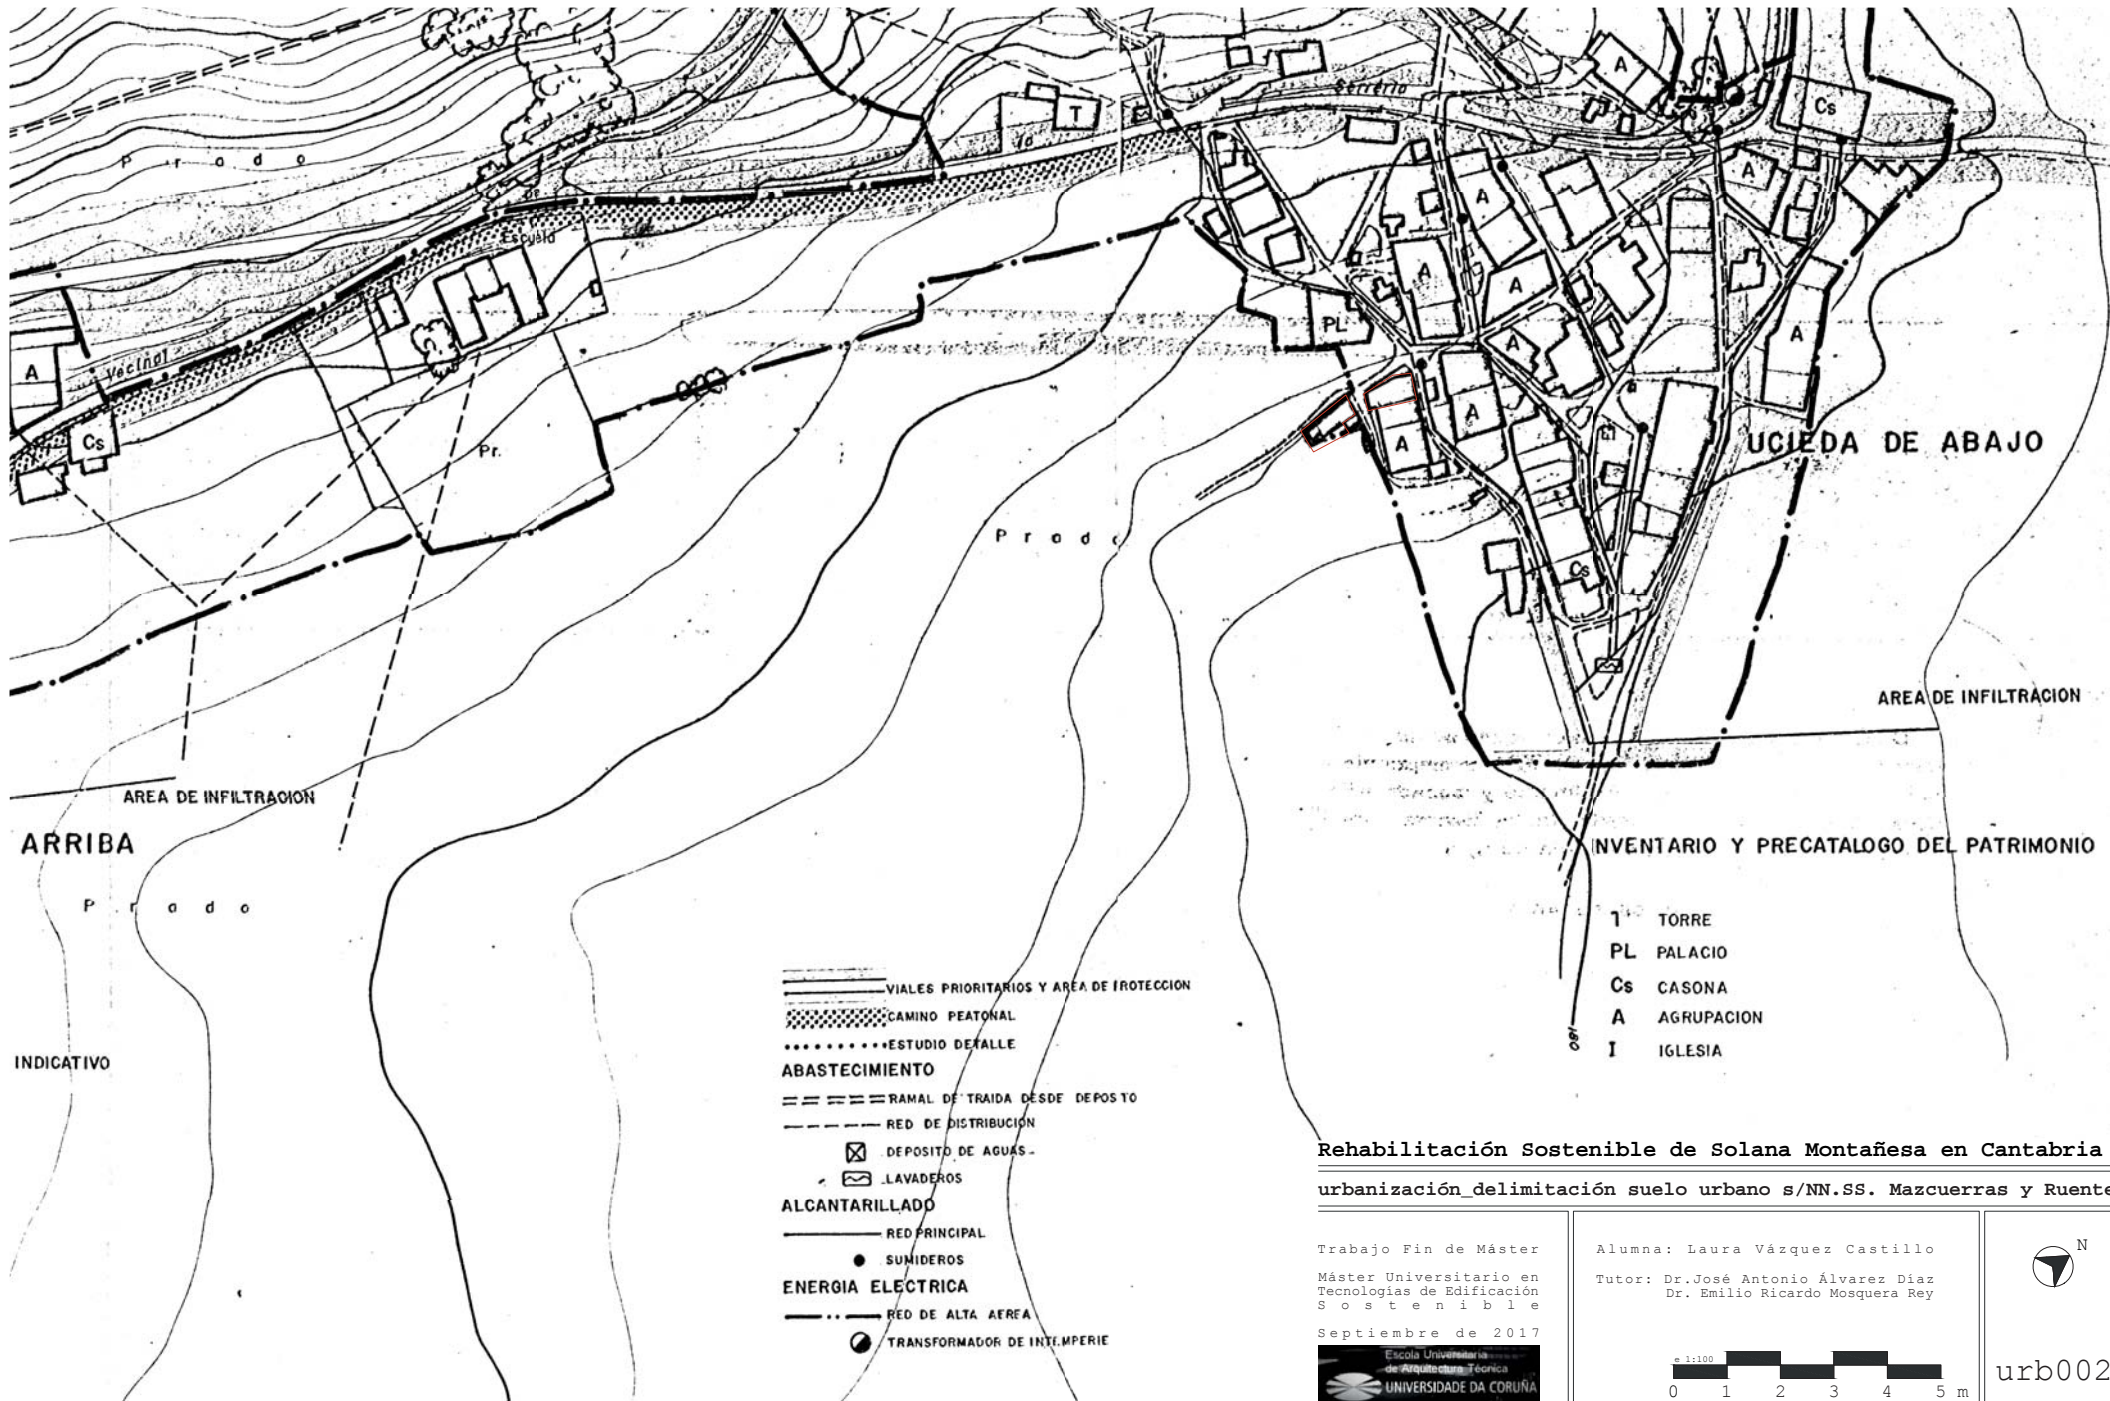 Prado
A
T
Serrerio
A
Cs
A
A
Escuela
A
A
A
PL
A
Vecinal
A
A
A
Cs
Pr.
UCIEDA DE ABAJO
Prado
Cs
AREA DE INFILTRACION
AREA DE INFILTRACION
ARRIBA
Prado
INVENTARIO Y PRECATALOGO DEL PATRIMONIO
T TORRE
PL PALACIO
Cs CASONA
A AGRUPACION
I IGLESIA
180
INDICATIVO
VIALES PRIORITARIOS Y AREA DE PROTECCION
CAMINO PEATONAL
ESTUDIO DETALLE
ABASTECIMIENTO
RAMAL DE TRAIDA DESDE DEPOSTO
RED DE DISTRIBUCION
DEPOSITO DE AGUAS
LAVADEROS
ALCANTARILLADO
RED PRINCIPAL
SUMIDEROS
ENERGIA ELECTRICA
RED DE ALTA AEREA
TRANSFORMADOR DE INTEMPERIE
Rehabilitación Sostenible de Solana Montañesa en Cantabria
urbanización_delimitación suelo urbano s/NN.SS. Mazcuerras y Ruente
Trabajo Fin de Máster
Máster Universitario en
Tecnologías de Edificación
Sostenible
Septiembre de 2017
Escola Universitaria
de Arquitectura Técnica
UNIVERSIDADE DA CORUÑA
Alumna: Laura Vázquez Castillo
Tutor: Dr.José Antonio Álvarez Díaz
Dr. Emilio Ricardo Mosquera Rey
e 1:100
0 1 2 3 4 5 m
N
urb002